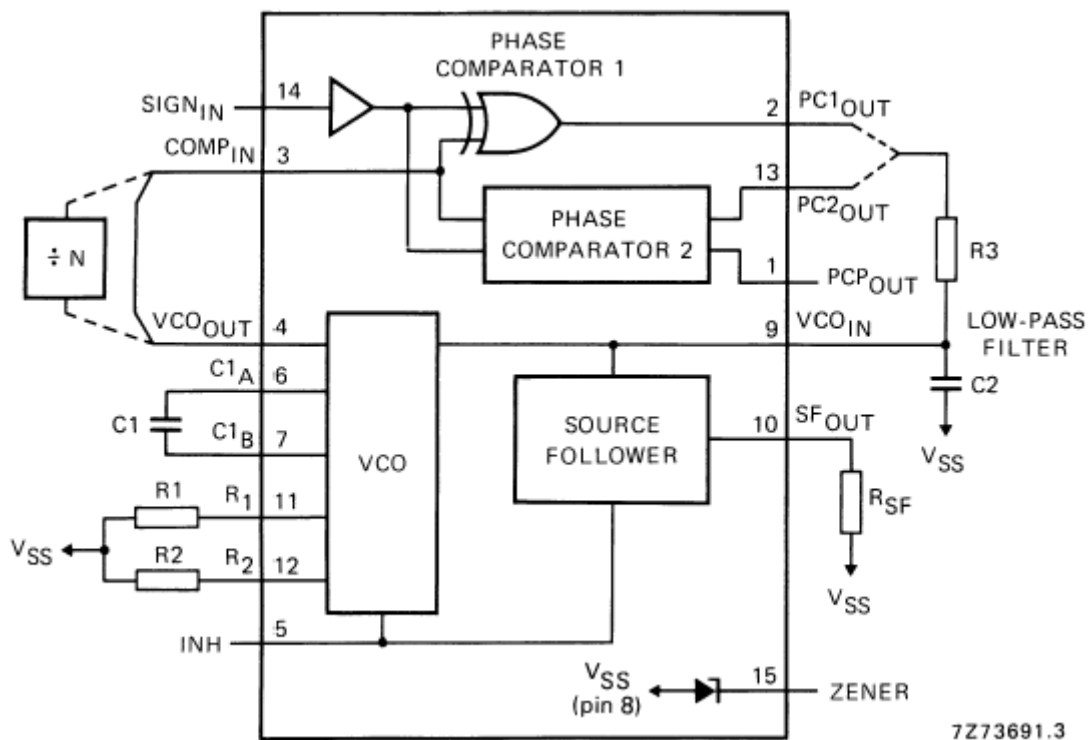 PHASE
COMPARATOR 1
SIGN_IN
14
2
PC1_OUT
COMP_IN
3
13
PC2_OUT
PHASE
COMPARATOR 2
÷ N
R3
1
PCP_OUT
VCO_OUT
4
9
VCO_IN
LOW-PASS
FILTER
C1_A
6
C2
C1
C1_B
7
VCO
SOURCE
FOLLOWER
10
SF_OUT
V_SS
R1
R_1
11
R_SF
V_SS
R2
R_2
12
V_SS
INH
5
V_SS
(pin 8)
15
ZENER
7Z73691.3